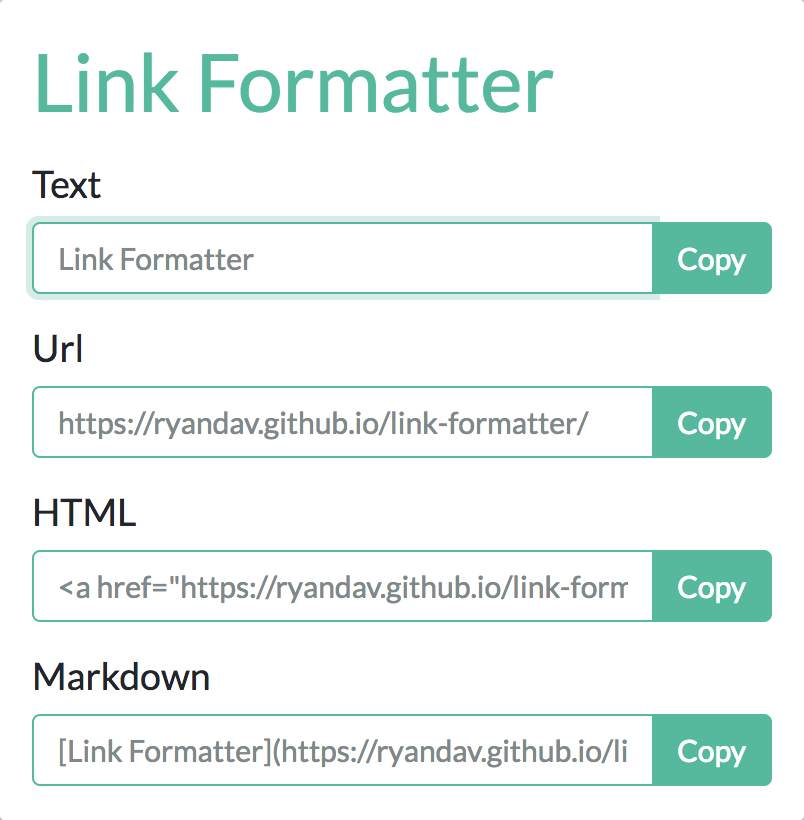 Link Formatter
Text
Link Formatter Copy
Url
https://ryandav.github.io/link-formatter/ Copy
HTML
<a href="https://ryandav.github.io/link-form Copy
Markdown
[Link Formatter](https://ryandav.github.io/li Copy